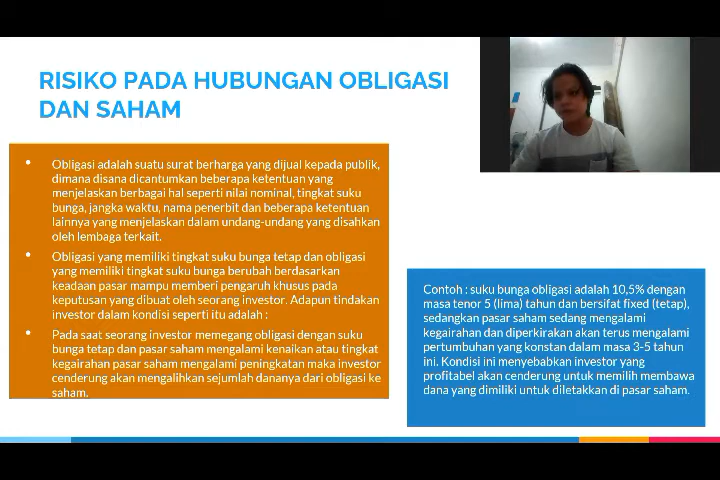 RISIKO PADA HUBUNGAN OBLIGASI
DAN SAHAM
• Obligasi adalah suatu surat berharga yang dijual kepada publik,
dimana disana dicantumkan beberapa ketentuan yang
menjelaskan berbagai hal seperti nilai nominal, tingkat suku
bunga, jangka waktu, nama penerbit dan beberapa ketentuan
lainnya yang menjelaskan dalam undang-undang yang disahkan
oleh lembaga terkait.
• Obligasi yang memiliki tingkat suku bunga tetap dan obligasi
yang memiliki tingkat suku bunga berubah berdasarkan
keadaan pasar mampu memberi pengaruh khusus pada
keputusan yang dibuat oleh seorang investor. Adapun tindakan
investor dalam kondisi seperti itu adalah :
• Pada saat seorang investor memegang obligasi dengan suku
bunga tetap dan pasar saham mengalami kenaikan atau tingkat
kegairahan pasar saham mengalami peningkatan maka investor
cenderung akan mengalihkan sejumlah dananya dari obligasi ke
saham.
Contoh : suku bunga obligasi adalah 10,5% dengan
masa tenor 5 (lima) tahun dan bersifat fixed (tetap),
sedangkan pasar saham sedang mengalami
kegairahan dan diperkirakan akan terus mengalami
pertumbuhan yang konstan dalam masa 3-5 tahun
ini. Kondisi ini menyebabkan investor yang
profitabel akan cenderung untuk memilih membawa
dana yang dimiliki untuk diletakkan di pasar saham.